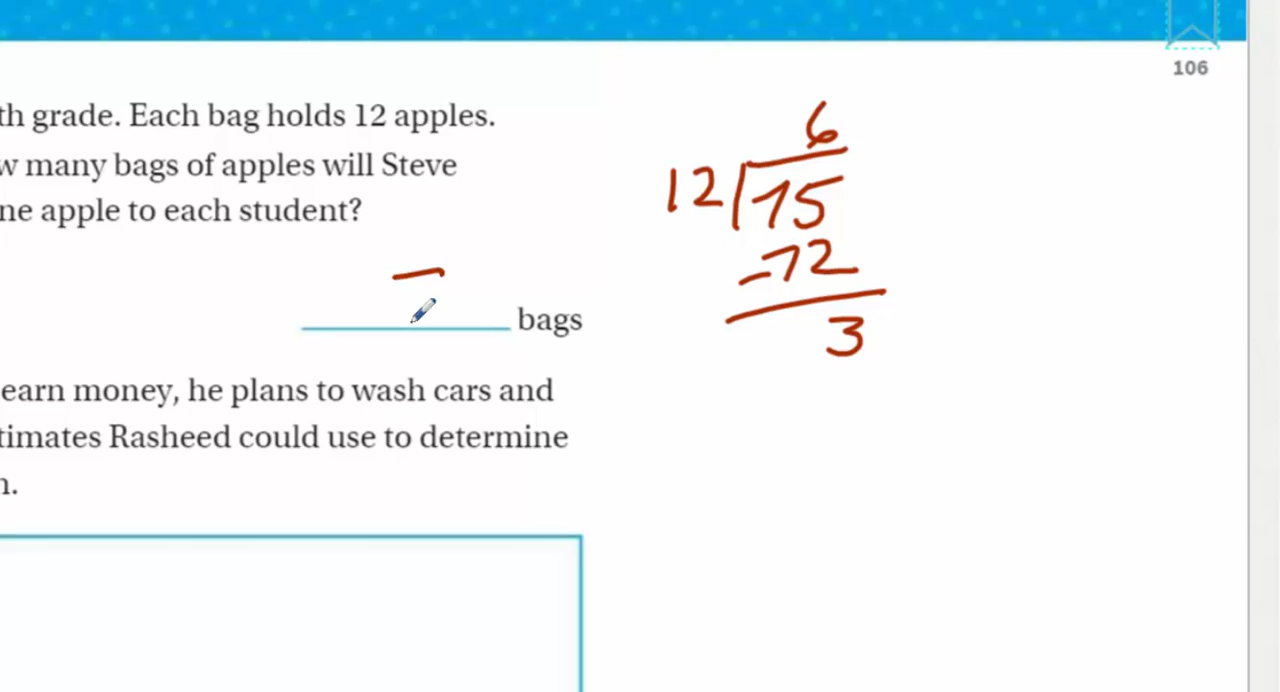 106
th grade. Each bag holds 12 apples.
w many bags of apples will Steve
ne apple to each student?
6
12 75
-72
3
bags
earn money, he plans to wash cars and
timates Rasheed could use to determine
n.